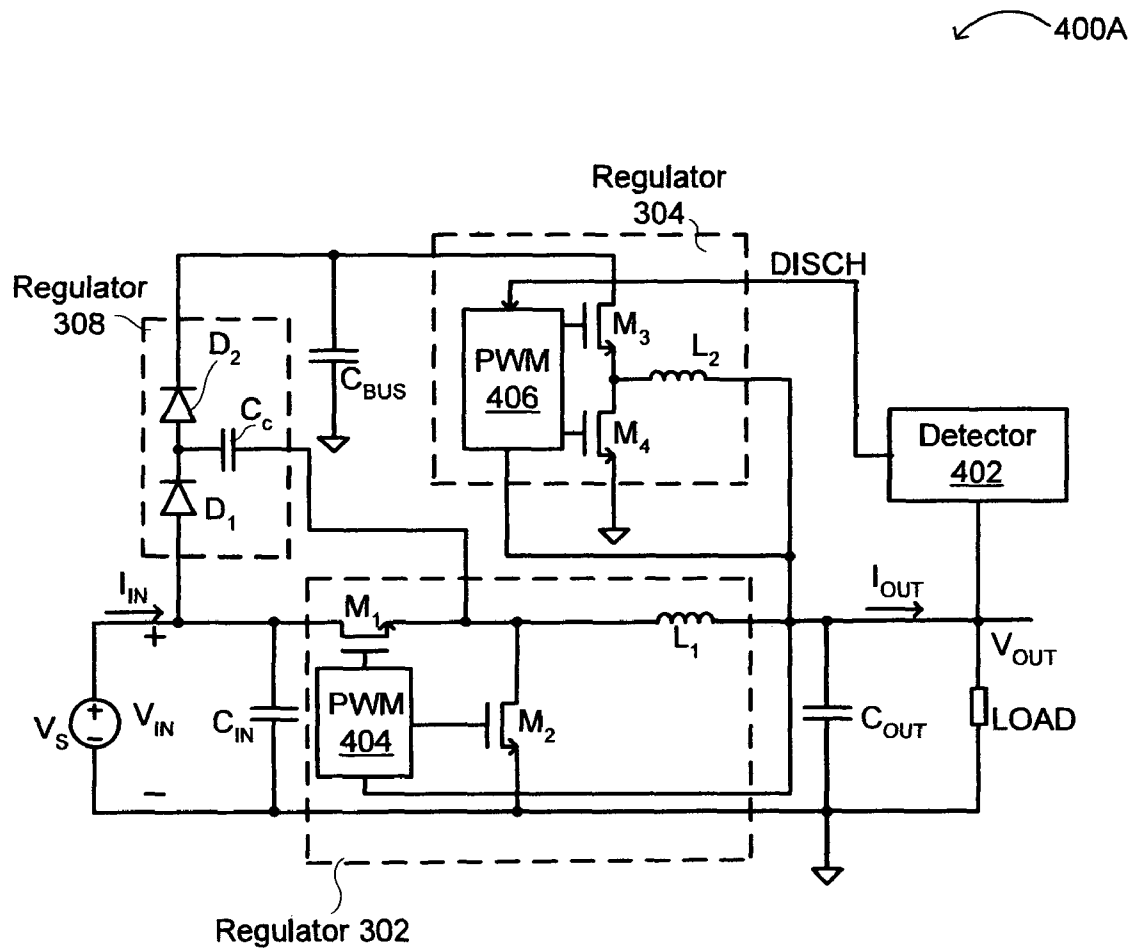 400A
Regulator
304
DISCH
Regulator
308
D2
Cc
D1
CBUS
PWM
406
M3
M4
L2
Detector
402
IIN
+
VS
+
−
VIN
−
CIN
M1
PWM
404
M2
L1
IOUT
VOUT
COUT
LOAD
Regulator 302